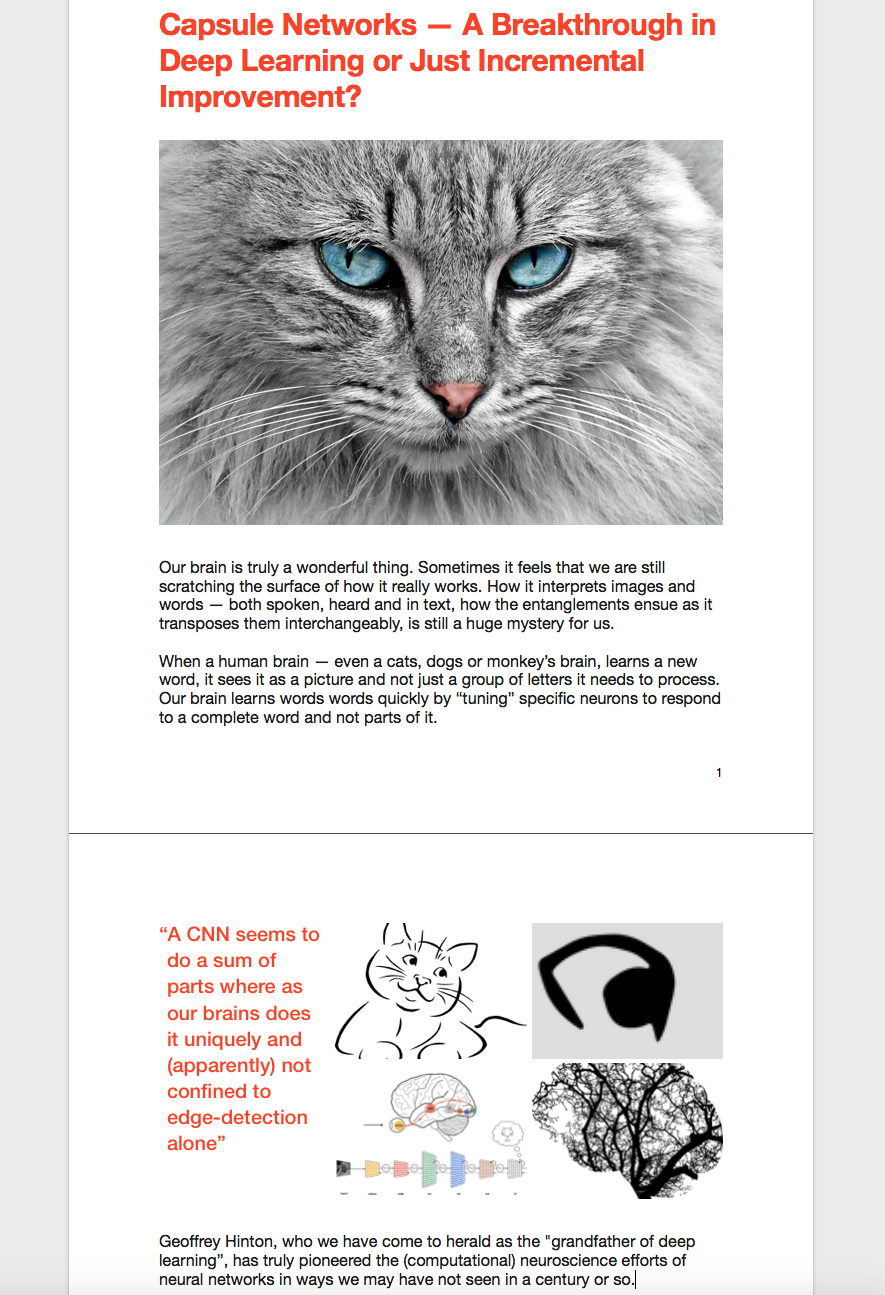 Capsule Networks — A Breakthrough in
Deep Learning or Just Incremental
Improvement?
Our brain is truly a wonderful thing. Sometimes it feels that we are still
scratching the surface of how it really works. How it interprets images and
words — both spoken, heard and in text, how the entanglements ensue as it
transposes them interchangeably, is still a huge mystery for us.
When a human brain — even a cats, dogs or monkey’s brain, learns a new
word, it sees it as a picture and not just a group of letters it needs to process.
Our brain learns words words quickly by “tuning” specific neurons to respond
to a complete word and not parts of it.
1
“A CNN seems to
do a sum of
parts where as
our brains does
it uniquely and
(apparently) not
confined to
edge-detection
alone”
Geoffrey Hinton, who we have come to herald as the "grandfather of deep
learning”, has truly pioneered the (computational) neuroscience efforts of
neural networks in ways we may have not seen in a century or so.